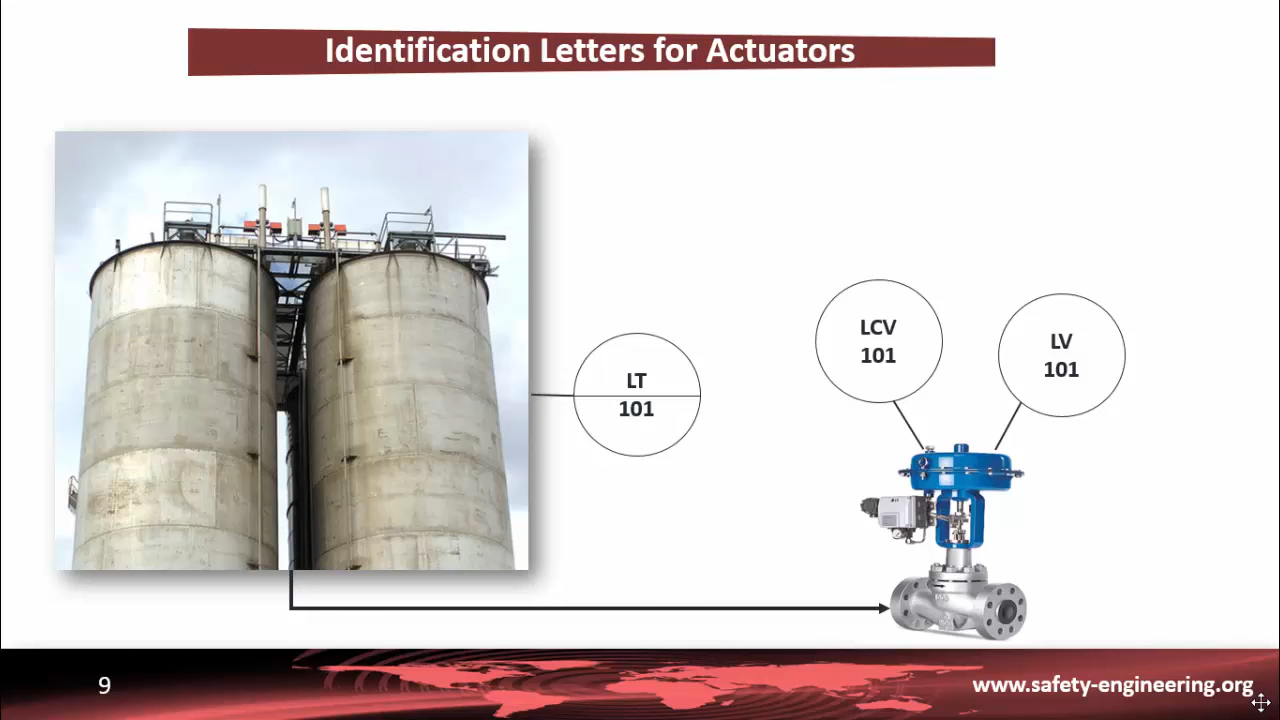 Identification Letters for Actuators
LT
101
LCV
101
LV
101
9
www.safety-engineering.org